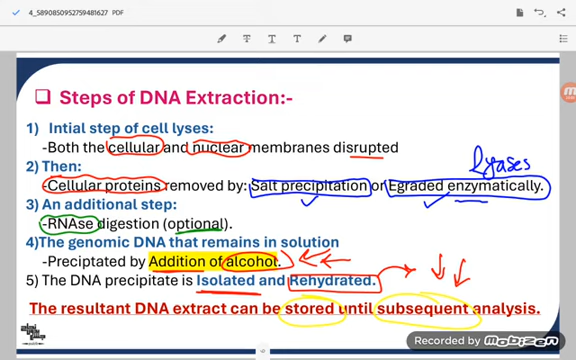 4_5890850952759481627
PDF
Steps of DNA Extraction:-
1) Intial step of cell lyses:
-Both the cellular and nuclear membranes disrupted
2) Then:
lyases
-Cellular proteins removed by: Salt precipitation or Egraded enzymatically.
3) An additional step:
-RNAse digestion (optional).
4)The genomic DNA that remains in solution
-Preciptated by Addition of alcohol.
5) The DNA precipitate is Isolated and Rehydrated.
The resultant DNA extract can be stored until subsequent analysis.
Recorded by
mobizen